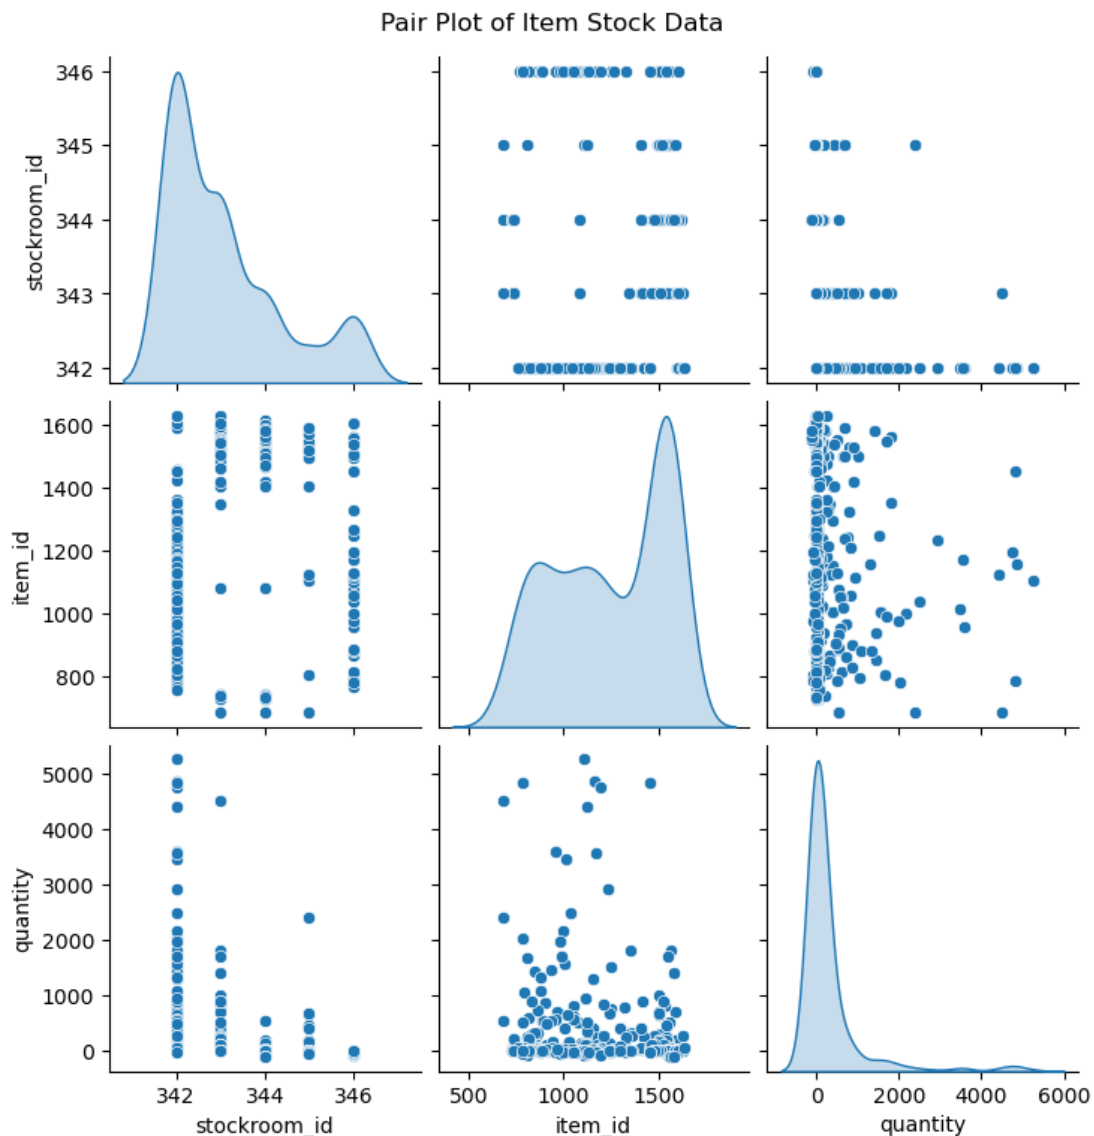 Pair Plot of Item Stock Data
346
345
344
343
342
stockroom_id
1600
1400
1200
1000
800
item_id
5000
4000
3000
2000
1000
0
quantity
342 344 346
stockroom_id
500 1000 1500
item_id
0 2000 4000 6000
quantity